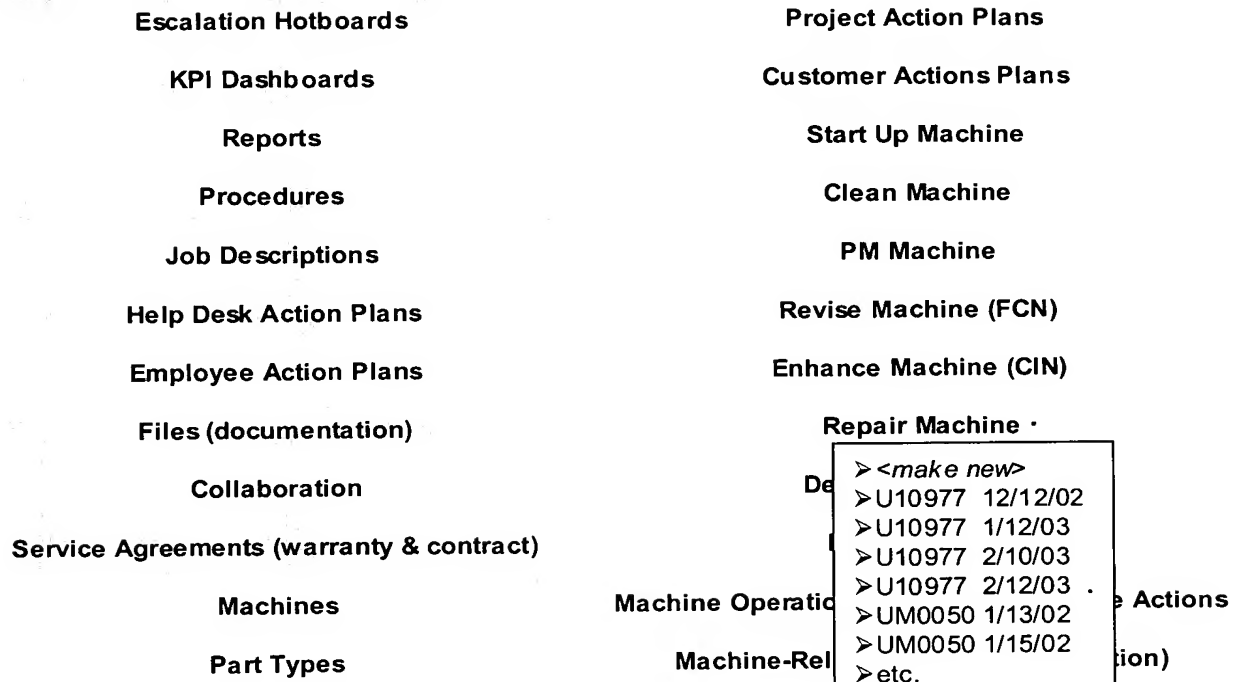 Escalation Hotboards
KPI Dashboards
Reports
Procedures
Job Descriptions
Help Desk Action Plans
Employee Action Plans
Files (documentation)
Collaboration
Service Agreements (warranty & contract)
Machines
Part Types
Project Action Plans
Customer Actions Plans
Start Up Machine
Clean Machine
PM Machine
Revise Machine (FCN)
Enhance Machine (CIN)
Repair Machine
➢<make new>
➢U10977 12/12/02
➢U10977 1/12/03
➢U10977 2/10/03
➢U10977 2/12/03
➢UM0050 1/13/02
➢UM0050 1/15/02
➢etc.
Machine Actions